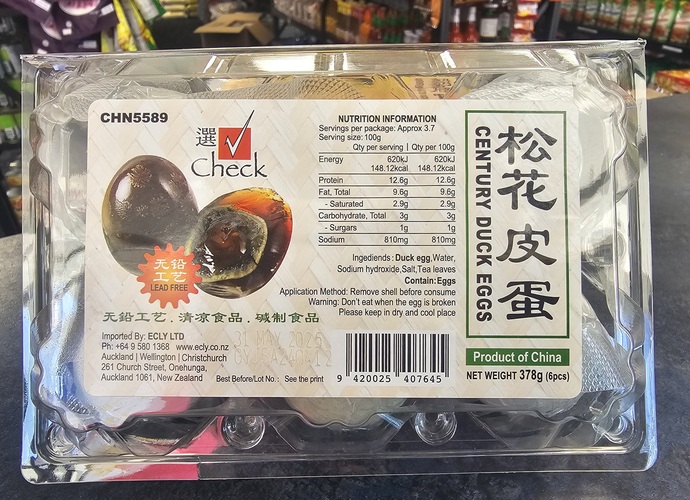 CHN5589
選
Check
无铅
工艺
LEAD FREE
无铅工艺．清凉食品．碱制食品
Imported By: ECLY LTD
Ph: +64 9 580 1368 www.ecly.co.nz
Auckland | Wellington | Christchurch
261 Church Street, Onehunga,
Auckland 1061, New Zealand
Best Before/Lot No.: See the print
NUTRITION INFORMATION
Servings per package: Approx 3.7
Serving size: 100g
Qty per serving | Qty per 100g
Energy 620kJ 620kJ
148.12kcal 148.12kcal
Protein 12.6g 12.6g
Fat, Total 9.6g 9.6g
- Saturated 2.9g 2.9g
Carbohydrate, Total 3g 3g
- Surgars 1g 1g
Sodium 810mg 810mg
Ingediends: Duck egg,Water,
Sodium hydroxide,Salt,Tea leaves
Contain: Eggs
Application Method: Remove shell before consume
Warning: Don't eat when the egg is broken
Please keep in dry and cool place
9 420025 407645
松花皮蛋
CENTURY DUCK EGGS
Product of China
NET WEIGHT 378g (6pcs)